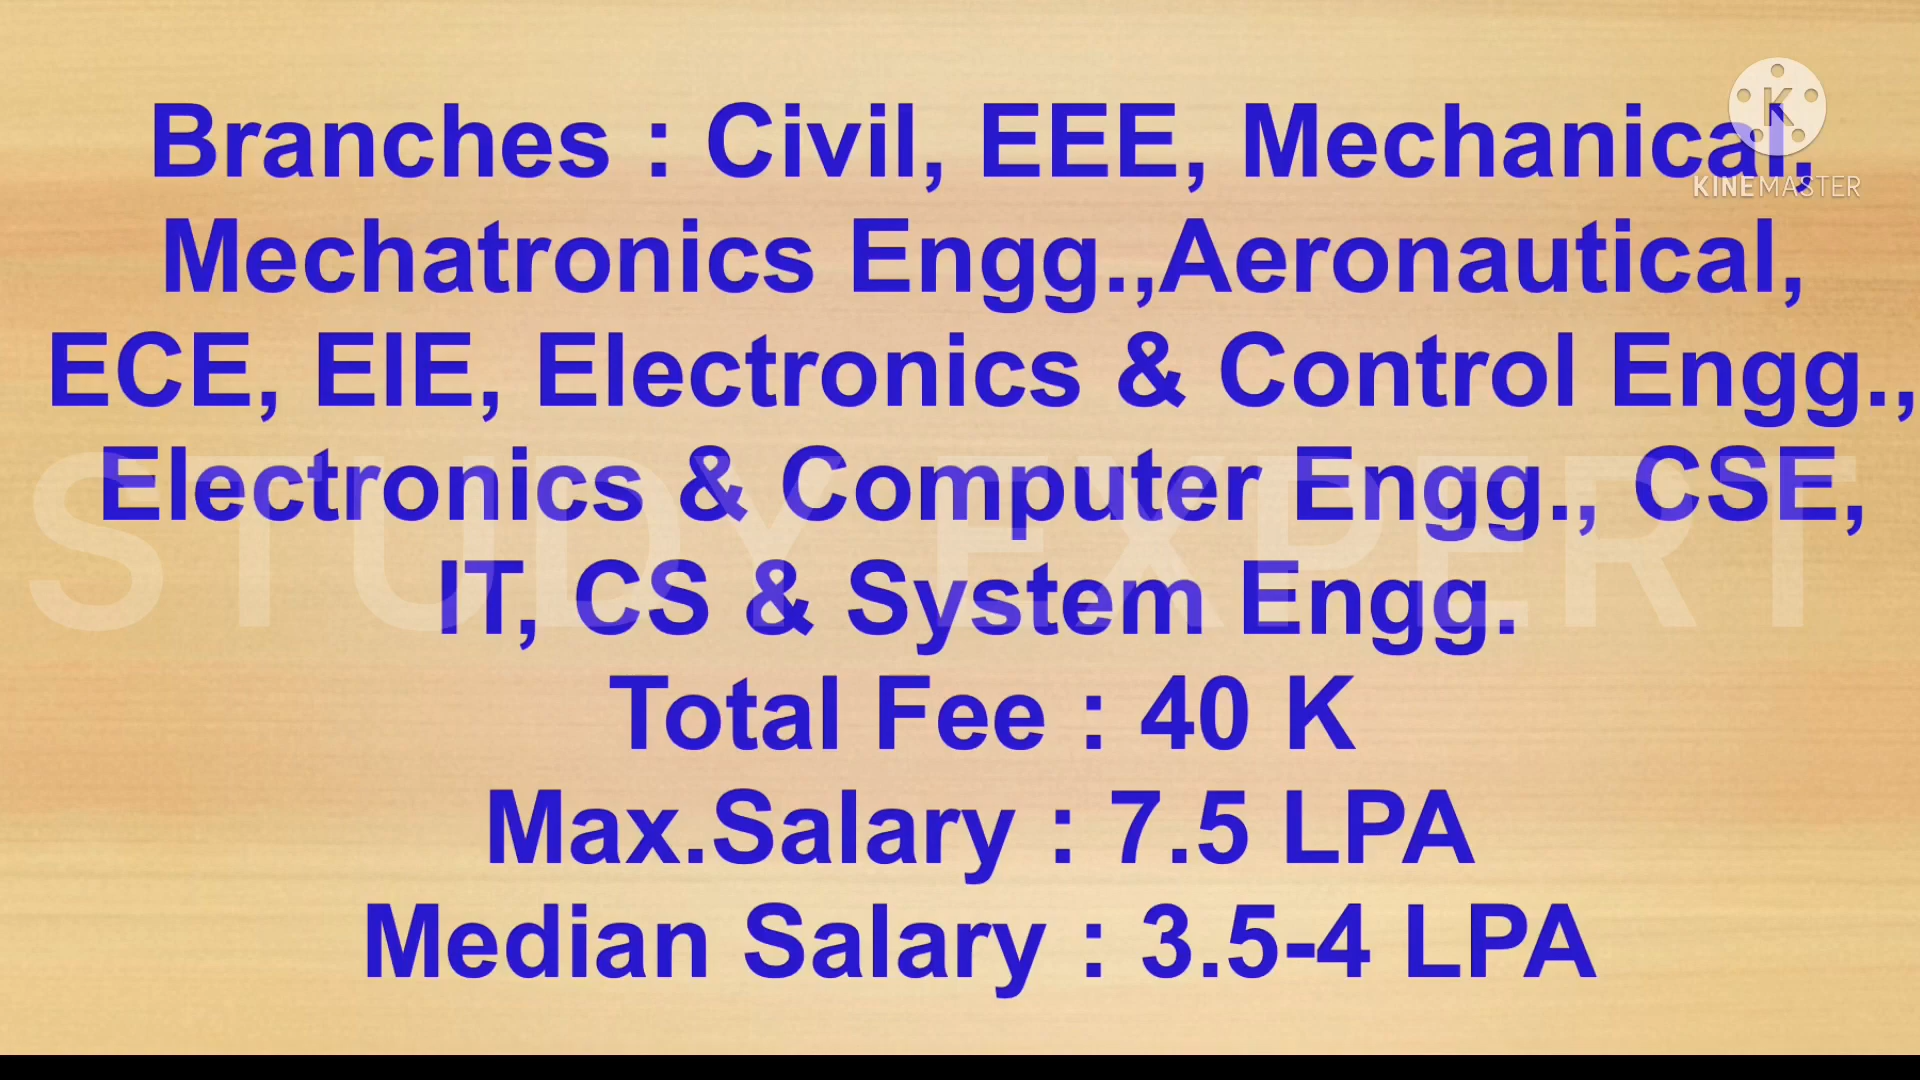 Branches : Civil, EEE, Mechanical,
Mechatronics Engg.,Aeronautical,
ECE, EIE, Electronics & Control Engg.,
Electronics & Computer Engg., CSE,
IT, CS & System Engg.
Total Fee : 40 K
Max.Salary : 7.5 LPA
Median Salary : 3.5-4 LPA
STUDY EXPERT
K
KINEMASTER